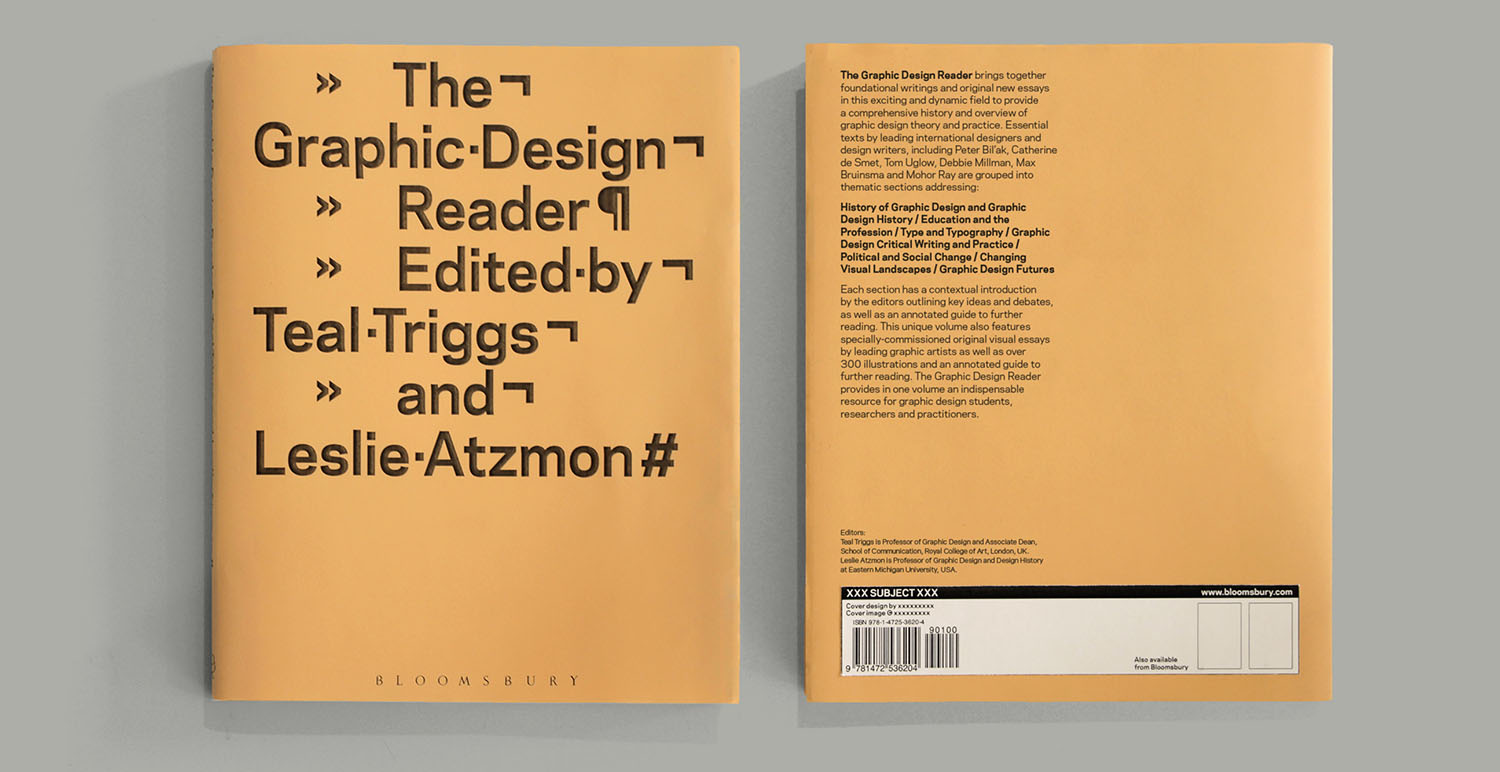 » The¬
Graphic·Design¬
» Reader¶
» Edited·by¬
Teal·Triggs¬
» and¬
Leslie·Atzmon#
BLOOMSBURY
The Graphic Design Reader brings together
foundational writings and original new essays
in this exciting and dynamic field to provide
a comprehensive history and overview of
graphic design theory and practice. Essential
texts by leading international designers and
design writers, including Peter Bil'ak, Catherine
de Smet, Tom Uglow, Debbie Millman, Max
Bruinsma and Mohor Ray are grouped into
thematic sections addressing:
History of Graphic Design and Graphic
Design History / Education and the
Profession / Type and Typography / Graphic
Design Critical Writing and Practice /
Political and Social Change / Changing
Visual Landscapes / Graphic Design Futures
Each section has a contextual introduction
by the editors outlining key ideas and debates,
as well as an annotated guide to further
reading. This unique volume also features
specially-commissioned original visual essays
by leading graphic artists as well as over
300 illustrations and an annotated guide to
further reading. The Graphic Design Reader
provides in one volume an indispensable
resource for graphic design students,
researchers and practitioners.
Editors:
Teal Triggs is Professor of Graphic Design and Associate Dean,
School of Communication, Royal College of Art, London, UK.
Leslie Atzmon is Professor of Graphic Design and Design History
at Eastern Michigan University, USA.
XXX SUBJECT XXX www.bloomsbury.com
Cover design by xxxxxxxxx
Cover image @ xxxxxxxxx
ISBN 978-1-4725-3620-4
90100
9 781472 536204
Also available
from Bloomsbury